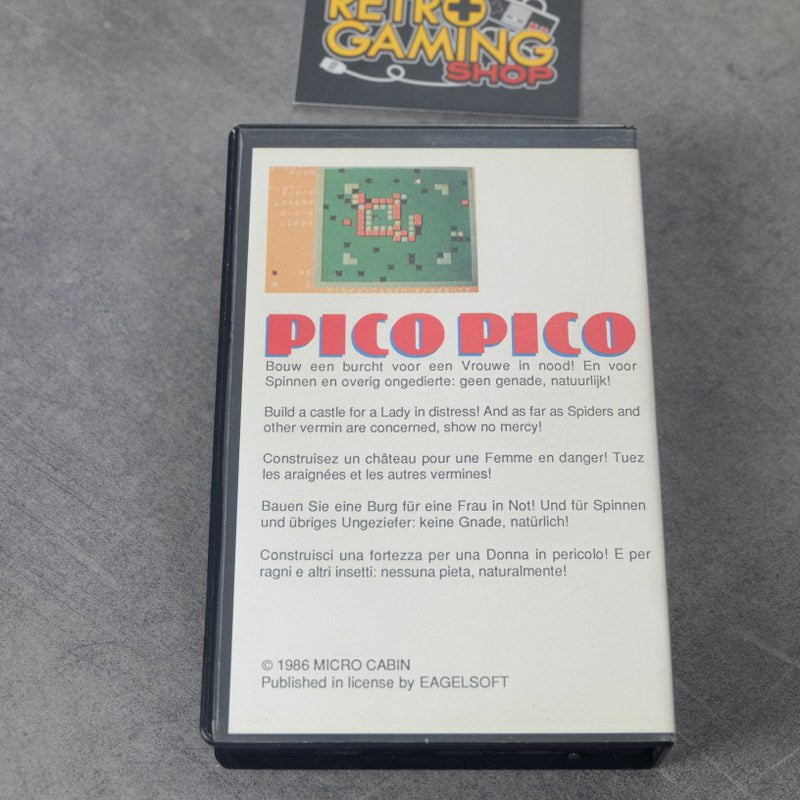 RETRO
GAMING
SHOP
PICO PICO
Bouw een burcht voor een Vrouwe in nood! En voor
Spinnen en overig ongedierte: geen genade, natuurlijk!
Build a castle for a Lady in distress! And as far as Spiders and
other vermin are concerned, show no mercy!
Construisez un château pour une Femme en danger! Tuez
les araignées et les autres vermines!
Bauen Sie eine Burg für eine Frau in Not! Und für Spinnen
und übriges Ungeziefer: keine Gnade, natürlich!
Construisci una fortezza per una Donna in pericolo! E per
ragni e altri insetti: nessuna pieta, naturalmente!
© 1986 MICRO CABIN
Published in license by EAGELSOFT